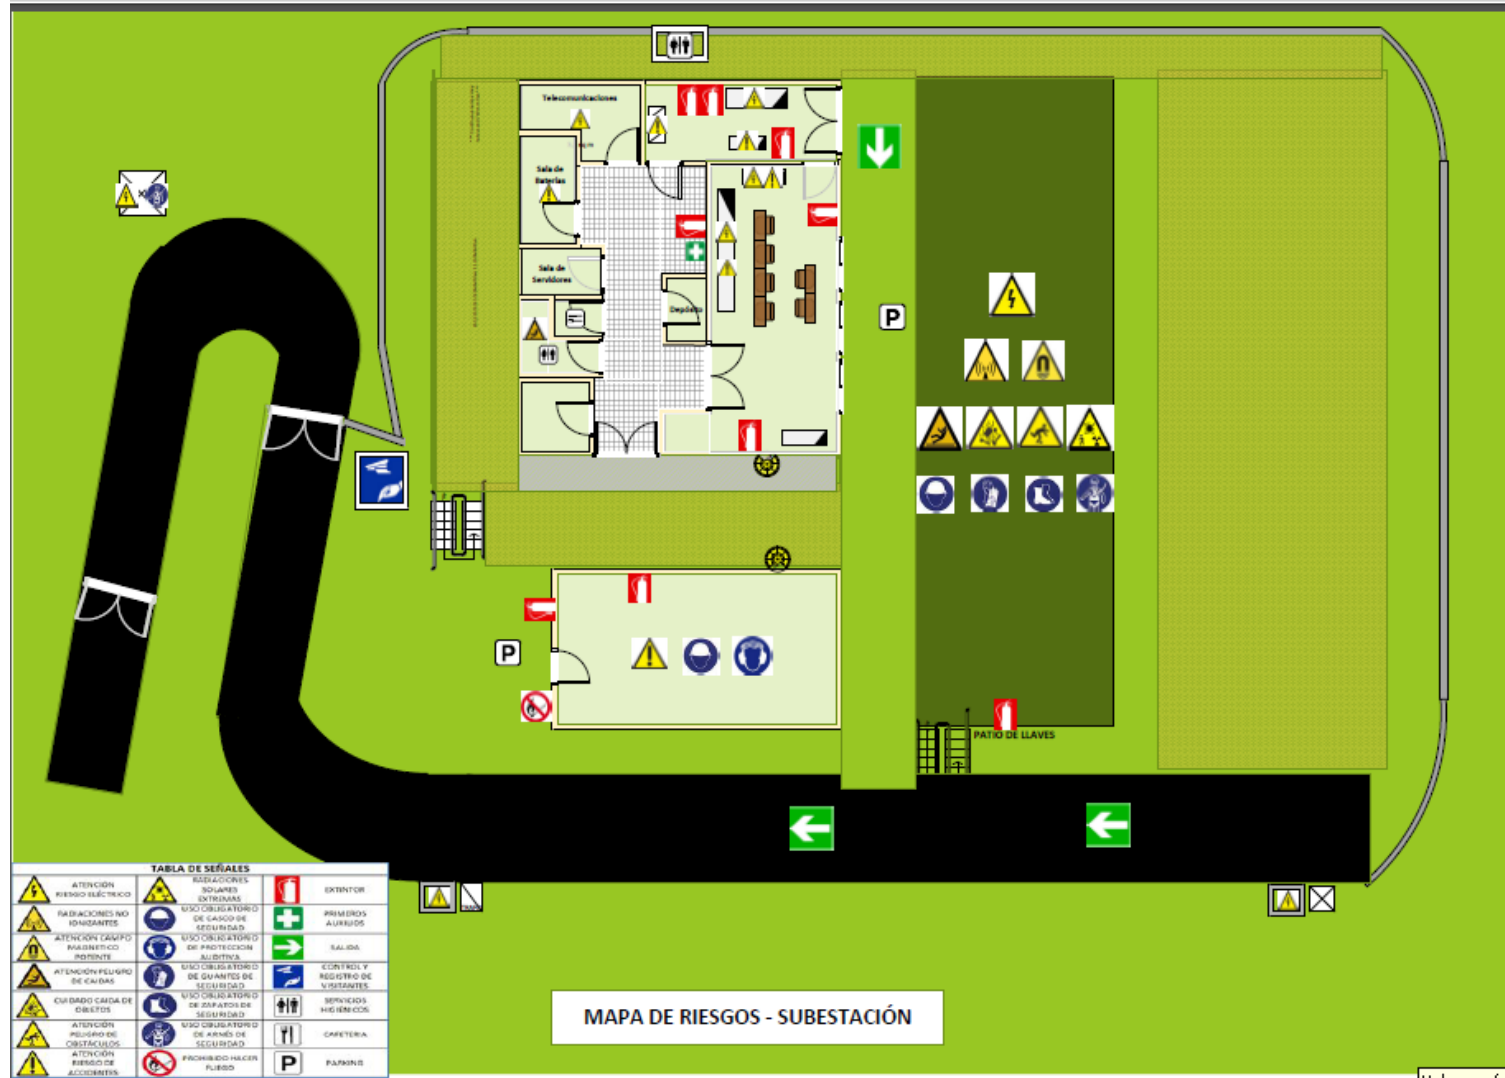 Telecomunicaciones
Sala de
Baterías
Sala de
Servidores
Depósito
P
P
PATIO DE LLAVES
TABLA DE SEÑALES
ATENCIÓN
RIESGO ELÉCTRICO
RADIACIONES
SOLARES
EXTREMAS
EXTINTOR
RADIACIONES NO
IONIZANTES
USO OBLIGATORIO
DE CASCO DE
SEGURIDAD
PRIMEROS
AUXILIOS
ATENCIÓN CAMPO
MAGNETICO
POTENTE
USO OBLIGATORIO
DE PROTECCION
AUDITIVA
SALIDA
ATENCIÓN PELIGRO
DE CAIDAS
USO OBLIGATORIO
DE GUANTES DE
SEGURIDAD
CONTROL Y
REGISTRO DE
VISITANTES
CUIDADO CAIDA DE
OBJETOS
USO OBLIGATORIO
DE ZAPATOS DE
SEGURIDAD
SERVICIOS
HIGIÉNICOS
ATENCIÓN
PELIGRO DE
OBSTÁCULOS
USO OBLIGATORIO
DE ARNÉS DE
SEGURIDAD
CAFETERIA
ATENCIÓN
RIESGO DE
ACCIDENTES
PROHIBIDO HACER
FUEGO
P
PARKING
MAPA DE RIESGOS - SUBESTACIÓN